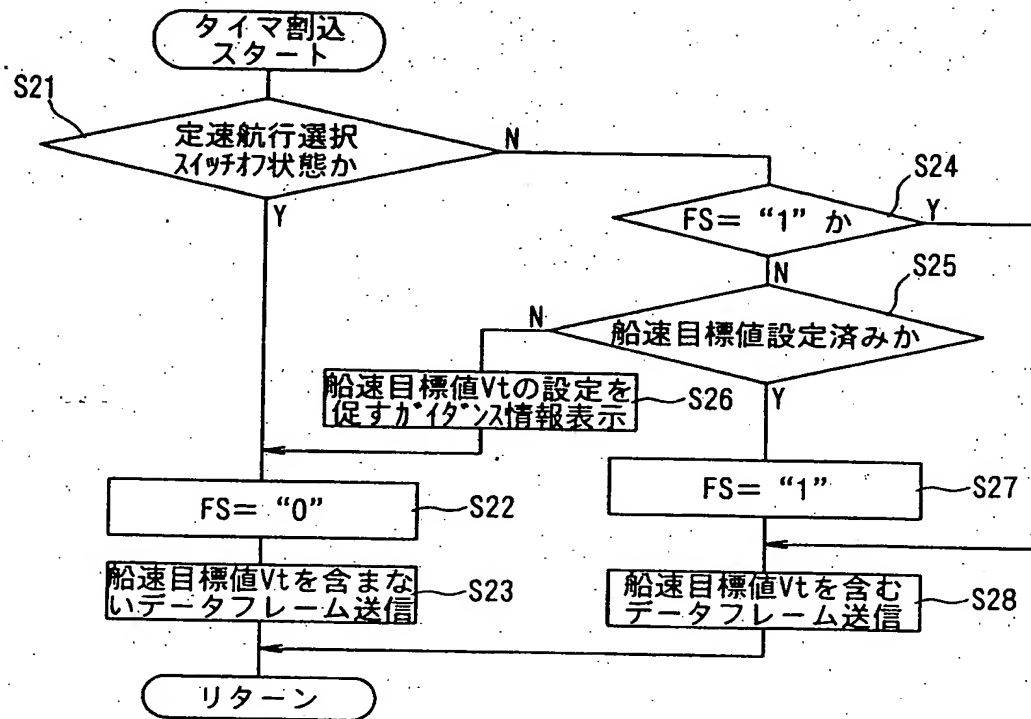 タイマ割込
スタート
S21
定速航行選択
スイッチオフ状態か
N
Y
S24
FS= “1” か
Y
N
S25
船速目標値設定済みか
N
Y
船速目標値Vtの設定を
促すガイダンス情報表示
S26
FS= “0”
S22
FS= “1”
S27
船速目標値Vtを含まな
いデータフレーム送信
S23
船速目標値Vtを含む
データフレーム送信
S28
リターン